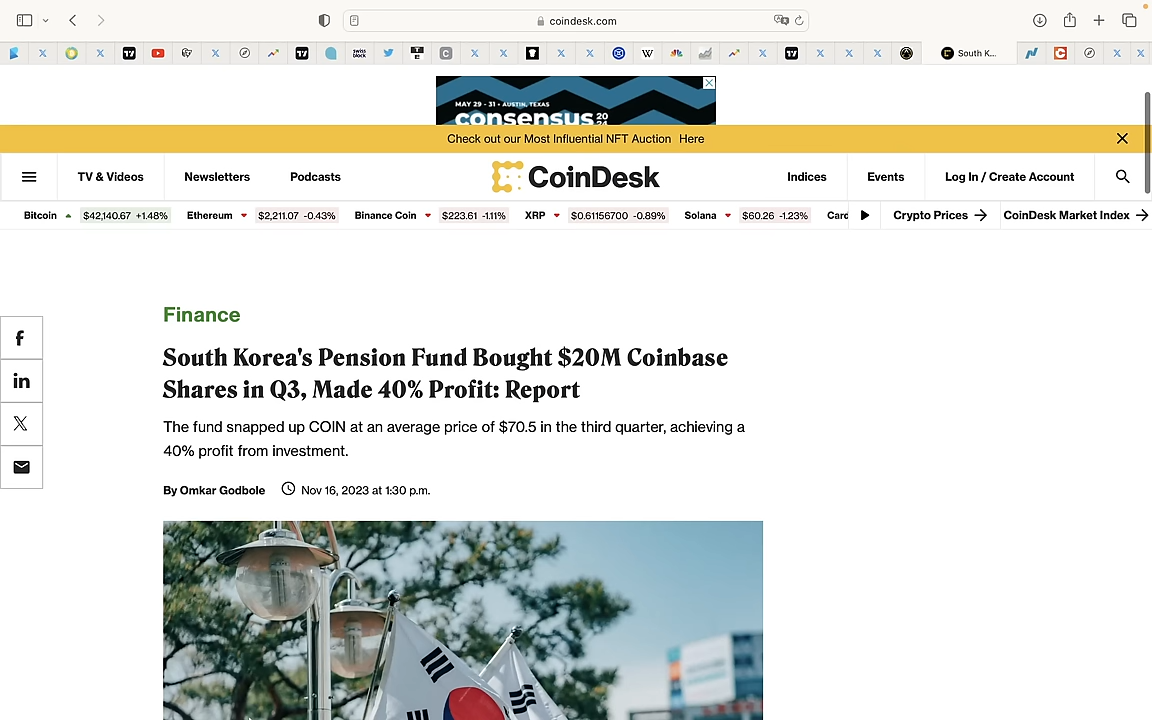 coindesk.com
South K...
MAY 29 - 31 • AUSTIN, TEXAS
consensus 20 24
Check out our Most Influential NFT Auction Here
TV & Videos Newsletters Podcasts CoinDesk Indices Events Log In / Create Account
Bitcoin $42,140.67 +1.48% Ethereum $2,211.07 -0.43% Binance Coin $223.61 -1.11% XRP $0.61156700 -0.89% Solana $60.26 -1.23% Card Crypto Prices → CoinDesk Market Index →
Finance
South Korea's Pension Fund Bought $20M Coinbase
Shares in Q3, Made 40% Profit: Report
The fund snapped up COIN at an average price of $70.5 in the third quarter, achieving a
40% profit from investment.
By Omkar Godbole Nov 16, 2023 at 1:30 p.m.